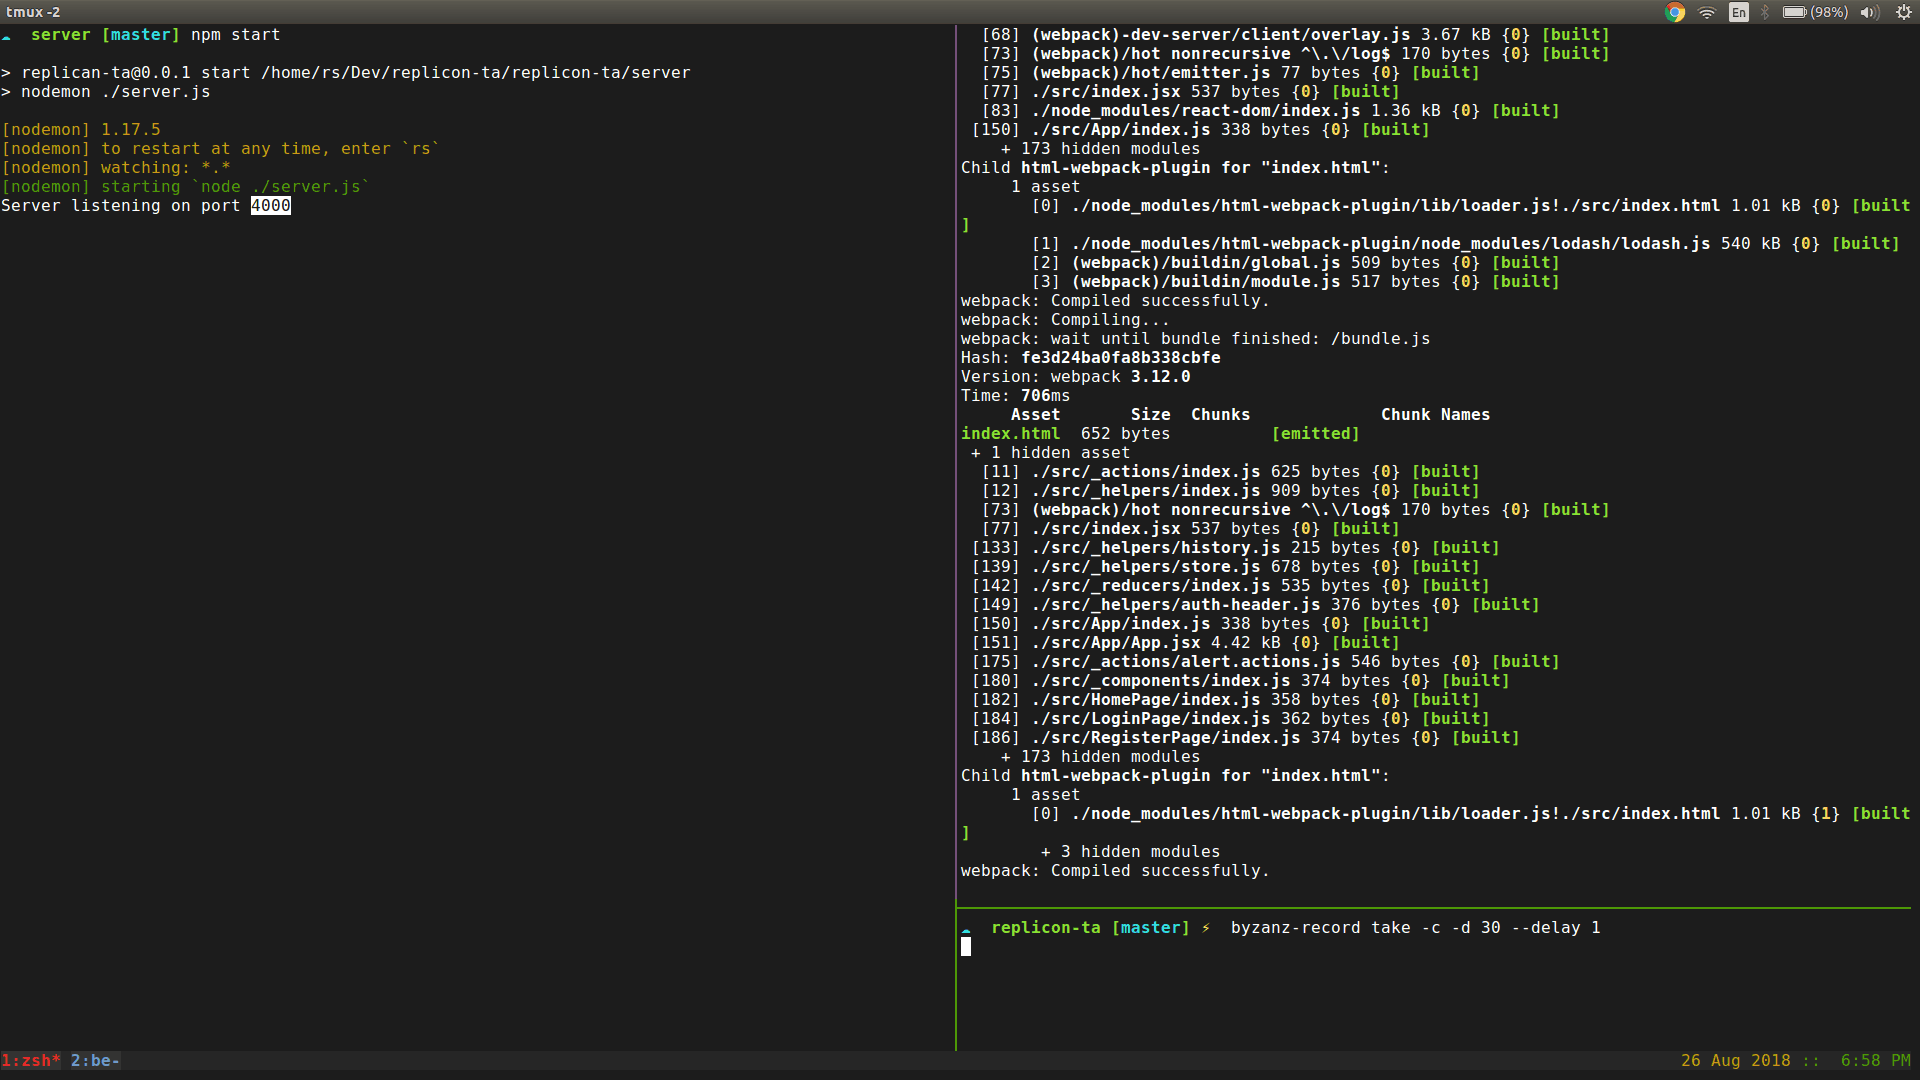 tmux -2
En (98%)
server [master] npm start
> replican-ta@0.0.1 start /home/rs/Dev/replicon-ta/replicon-ta/server
> nodemon ./server.js
[nodemon] 1.17.5
[nodemon] to restart at any time, enter `rs`
[nodemon] watching: *.*
[nodemon] starting `node ./server.js`
Server listening on port 4000
[68] (webpack)-dev-server/client/overlay.js 3.67 kB {0} [built]
[73] (webpack)/hot nonrecursive ^\.\/log$ 170 bytes {0} [built]
[75] (webpack)/hot/emitter.js 77 bytes {0} [built]
[77] ./src/index.jsx 537 bytes {0} [built]
[83] ./node_modules/react-dom/index.js 1.36 kB {0} [built]
[150] ./src/App/index.js 338 bytes {0} [built]
+ 173 hidden modules
Child html-webpack-plugin for "index.html":
1 asset
[0] ./node_modules/html-webpack-plugin/lib/loader.js!./src/index.html 1.01 kB {0} [built
]
[1] ./node_modules/html-webpack-plugin/node_modules/lodash/lodash.js 540 kB {0} [built]
[2] (webpack)/buildin/global.js 509 bytes {0} [built]
[3] (webpack)/buildin/module.js 517 bytes {0} [built]
webpack: Compiled successfully.
webpack: Compiling...
webpack: wait until bundle finished: /bundle.js
Hash: fe3d24ba0fa8b338cbfe
Version: webpack 3.12.0
Time: 706ms
Asset Size Chunks Chunk Names
index.html 652 bytes [emitted]
+ 1 hidden asset
[11] ./src/_actions/index.js 625 bytes {0} [built]
[12] ./src/_helpers/index.js 909 bytes {0} [built]
[73] (webpack)/hot nonrecursive ^\.\/log$ 170 bytes {0} [built]
[77] ./src/index.jsx 537 bytes {0} [built]
[133] ./src/_helpers/history.js 215 bytes {0} [built]
[139] ./src/_helpers/store.js 678 bytes {0} [built]
[142] ./src/_reducers/index.js 535 bytes {0} [built]
[149] ./src/_helpers/auth-header.js 376 bytes {0} [built]
[150] ./src/App/index.js 338 bytes {0} [built]
[151] ./src/App/App.jsx 4.42 kB {0} [built]
[175] ./src/_actions/alert.actions.js 546 bytes {0} [built]
[180] ./src/_components/index.js 374 bytes {0} [built]
[182] ./src/HomePage/index.js 358 bytes {0} [built]
[184] ./src/LoginPage/index.js 362 bytes {0} [built]
[186] ./src/RegisterPage/index.js 374 bytes {0} [built]
+ 173 hidden modules
Child html-webpack-plugin for "index.html":
1 asset
[0] ./node_modules/html-webpack-plugin/lib/loader.js!./src/index.html 1.01 kB {1} [built
]
+ 3 hidden modules
webpack: Compiled successfully.
replicon-ta [master] ⚡ byzanz-record take -c -d 30 --delay 1
1:zsh* 2:be-
26 Aug 2018 :: 6:58 PM